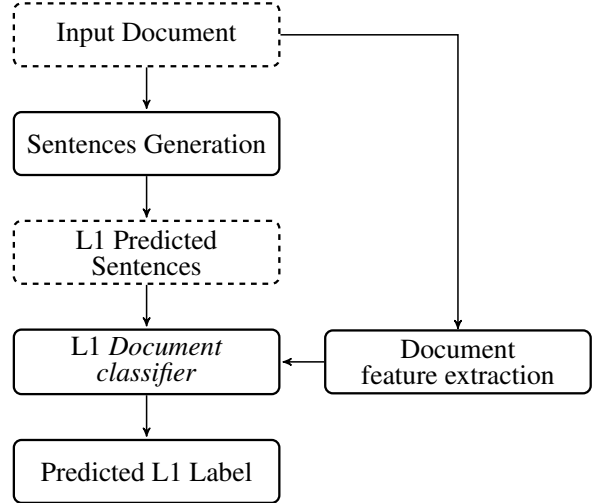 Input Document
Sentences Generation
L1 Predicted
Sentences
L1 Document
classifier
Document
feature extraction
Predicted L1 Label